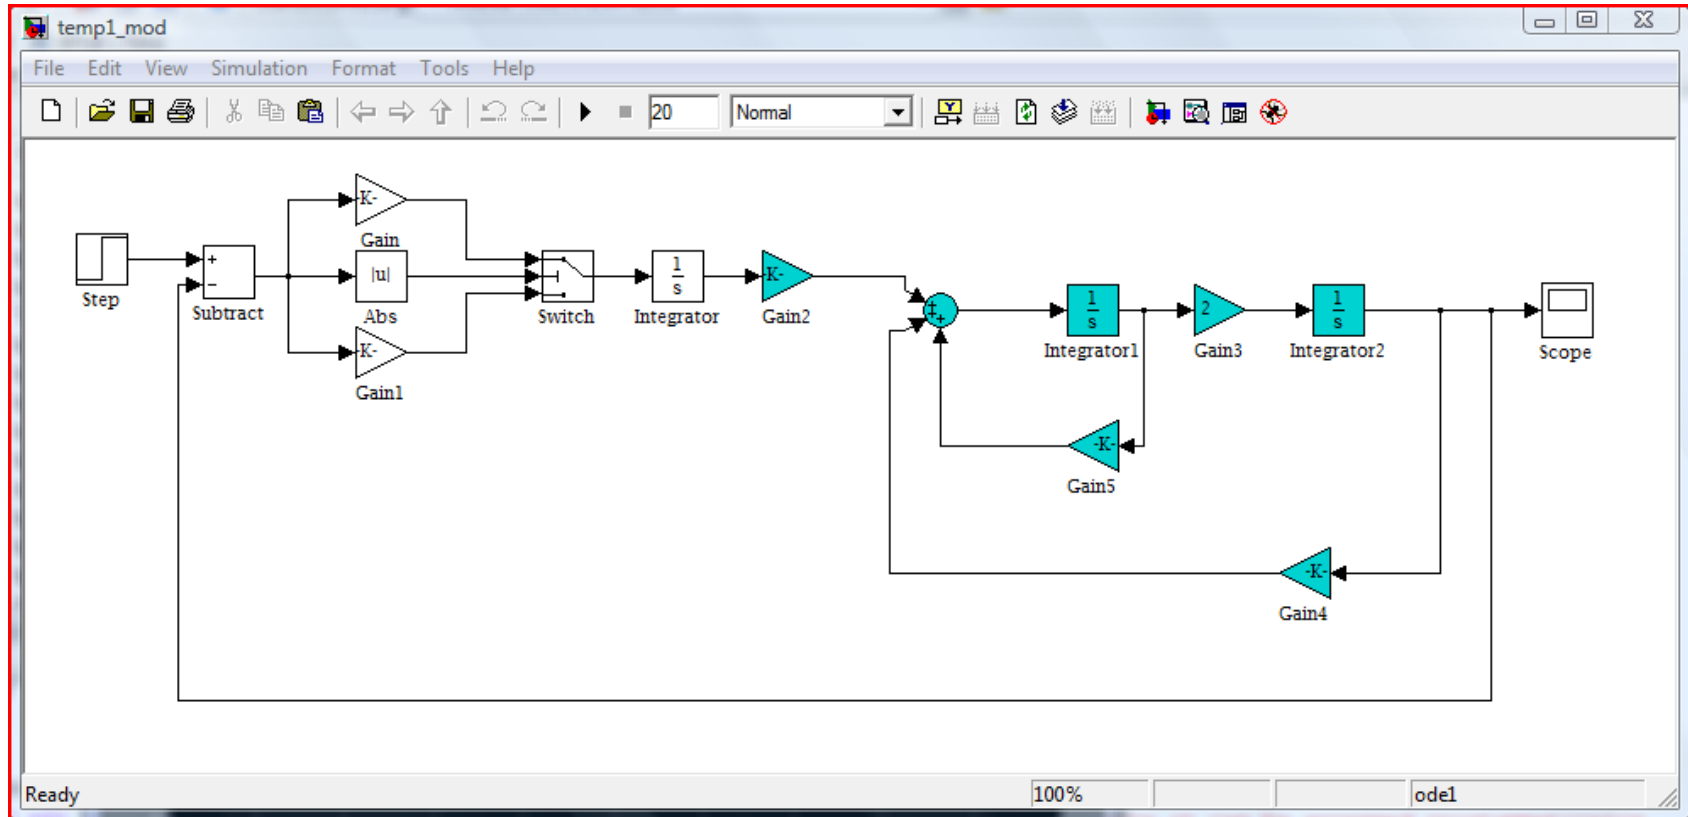 temp1_mod
File Edit View Simulation Format Tools Help
20 Normal
-K-
Gain
+
−
Step
Subtract
|u|
Abs
-K-
Gain1
Switch
1
s
Integrator
-K-
Gain2
+
+
+
1
s
Integrator1
2
Gain3
1
s
Integrator2
Scope
-K-
Gain5
-K-
Gain4
Ready 100% ode1